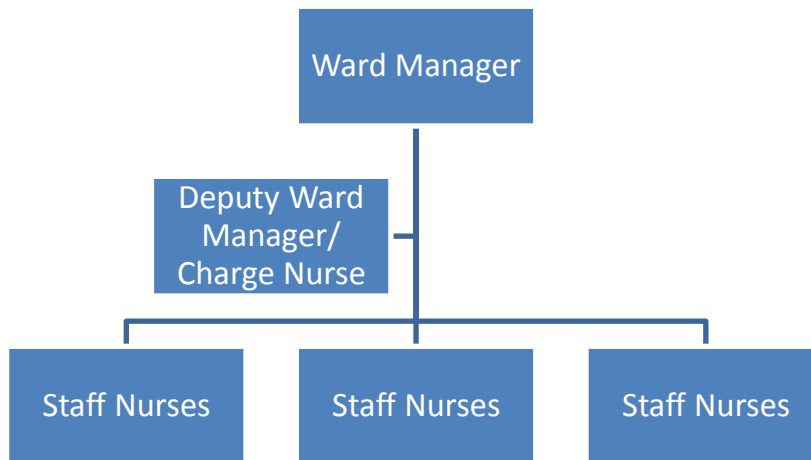 Ward Manager
Deputy Ward
Manager/
Charge Nurse
Staff Nurses
Staff Nurses
Staff Nurses